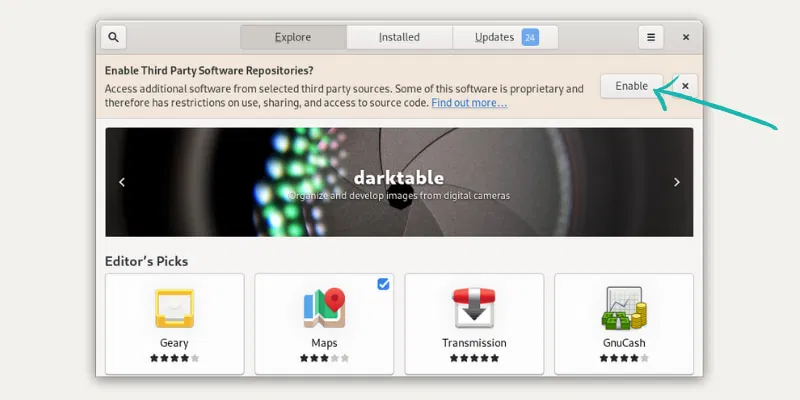 Explore
Installed
Updates 24
Enable Third Party Software Repositories?
Access additional software from selected third party sources. Some of this software is proprietary and
therefore has restrictions on use, sharing, and access to source code. Find out more...
Enable
darktable
Organize and develop images from digital cameras
Editor's Picks
Geary
Maps
Transmission
GnuCash